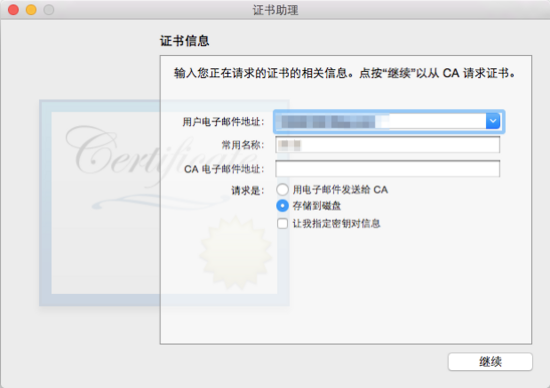 证书助理
证书信息
输入您正在请求的证书的相关信息。点按“继续”以从 CA 请求证书。
用户电子邮件地址：
常用名称：
CA 电子邮件地址：
请求是：
用电子邮件发送给 CA
存储到磁盘
让我指定密钥对信息
Certificate
继续